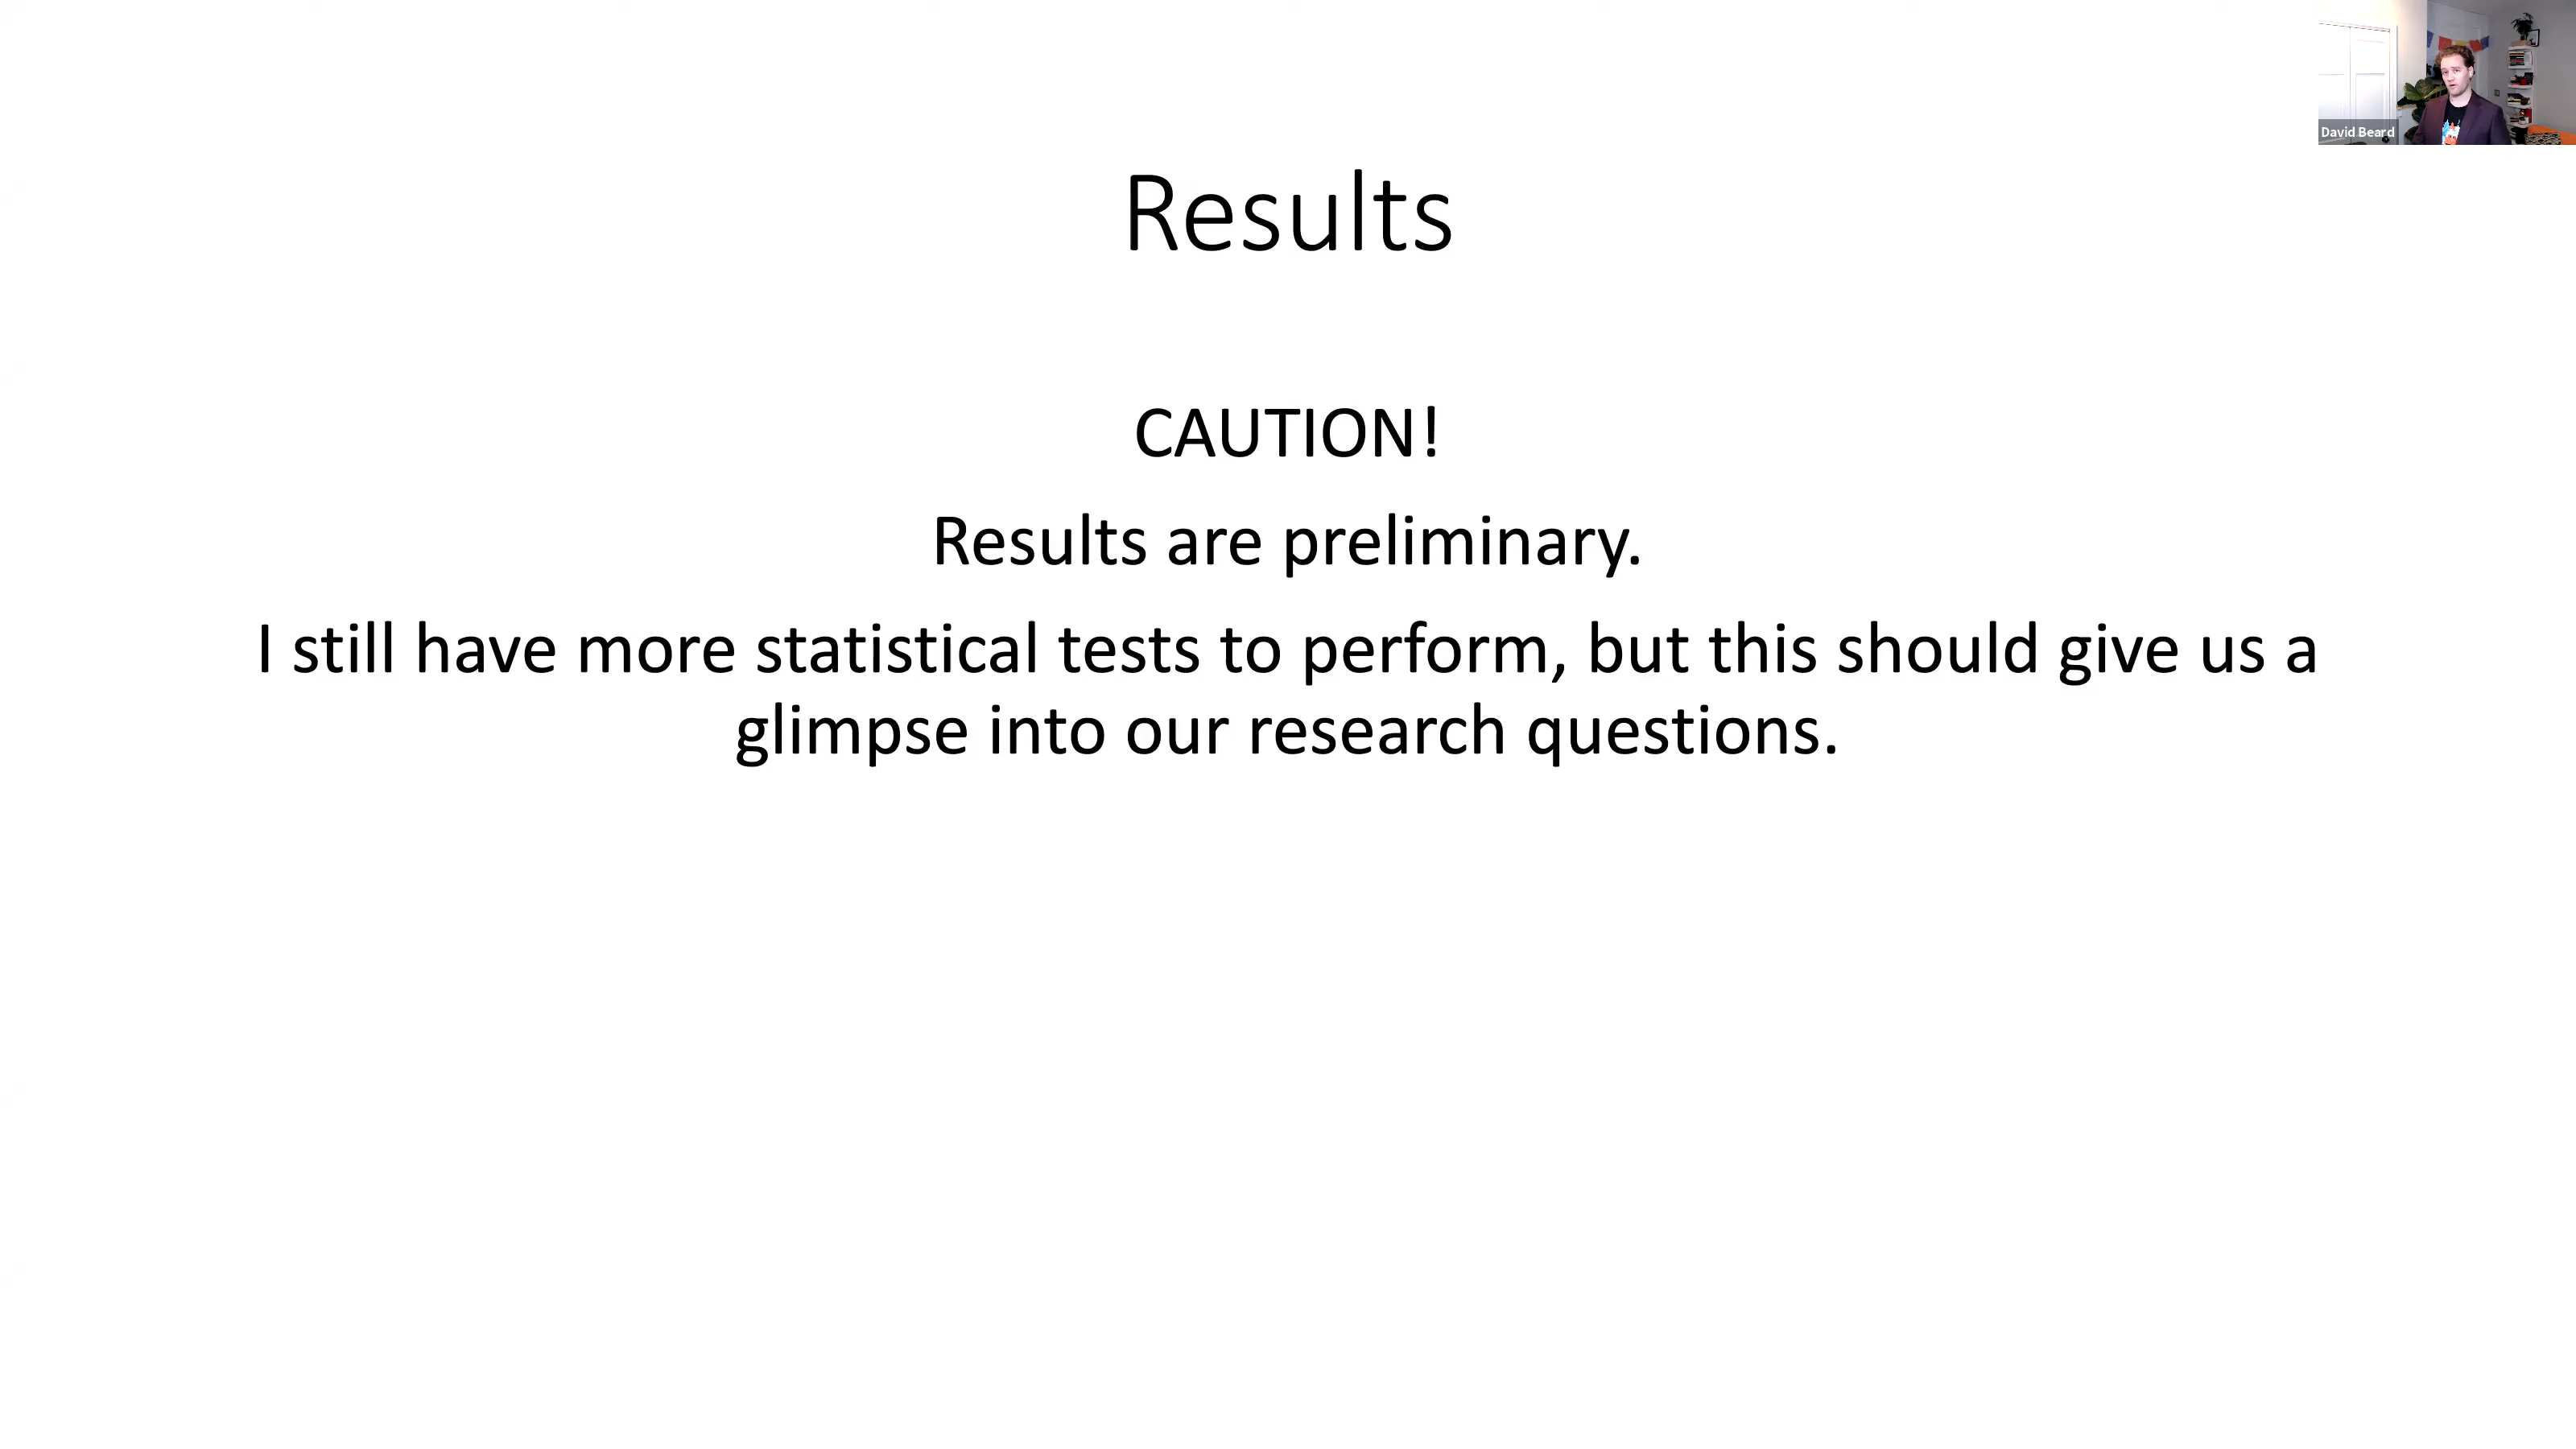 David Beard
Results
CAUTION!
Results are preliminary.
I still have more statistical tests to perform, but this should give us a
glimpse into our research questions.